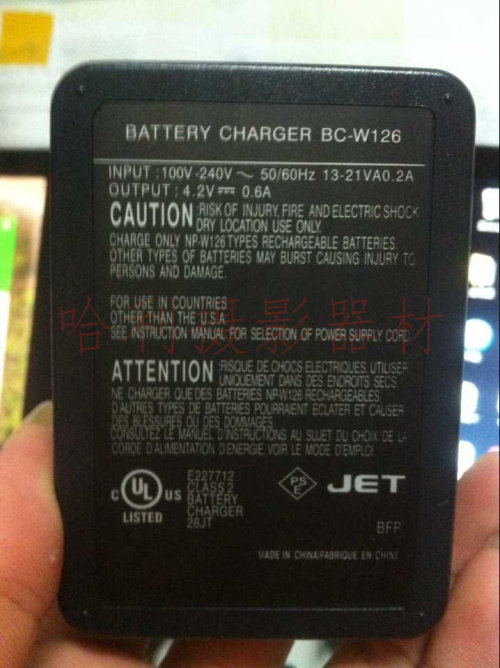 BATTERY CHARGER BC-W126
INPUT :100V-240V ~ 50/60Hz 13-21VA0.2A
OUTPUT :4.2V⎓ 0.6A
CAUTION :RISK OF INJURY, FIRE AND ELECTRIC SHOCK
DRY LOCATION USE ONLY.
CHARGE ONLY NP-W126TYPES RECHARGEABLE BATTERIES.
OTHER TYPES OF BATTERIES MAY BURST CAUSING INJURY TO
PERSONS AND DAMAGE.
FOR USE IN COUNTRIES
OTHER THAN THE U.S.A.
SEE INSTRUCTION MANUAL FOR SELECTION OF POWER SUPPLY CORD
ATTENTION :RISQUE DE CHOCS ELECTRIQUES, UTILISER
UNIQUEMENT DANS DES ENDROITS SECS
NE CHARGER QUE DES BATTERIES NP-W126 RECHARGEABLES
D'AUTRES TYPES DE BATTERIES POURRAIENT ECLATER ET CAUSER
DES BLESSURES OU DES DOMMAGES
CONSULTEZ LE MANUEL D'INSTRUCTIONS AU SUJET DU CHOIX DE LA
CORDE D'ALIMENTATION D'ENERGIE VOIR LE MODE D'EMPLOI
C UL US
LISTED
E227712
CLASS 2
BATTERY
CHARGER
28JT
PS
E
JET
BFP
MADE IN CHINA/FABRIQUE EN CHINE
摄影器材